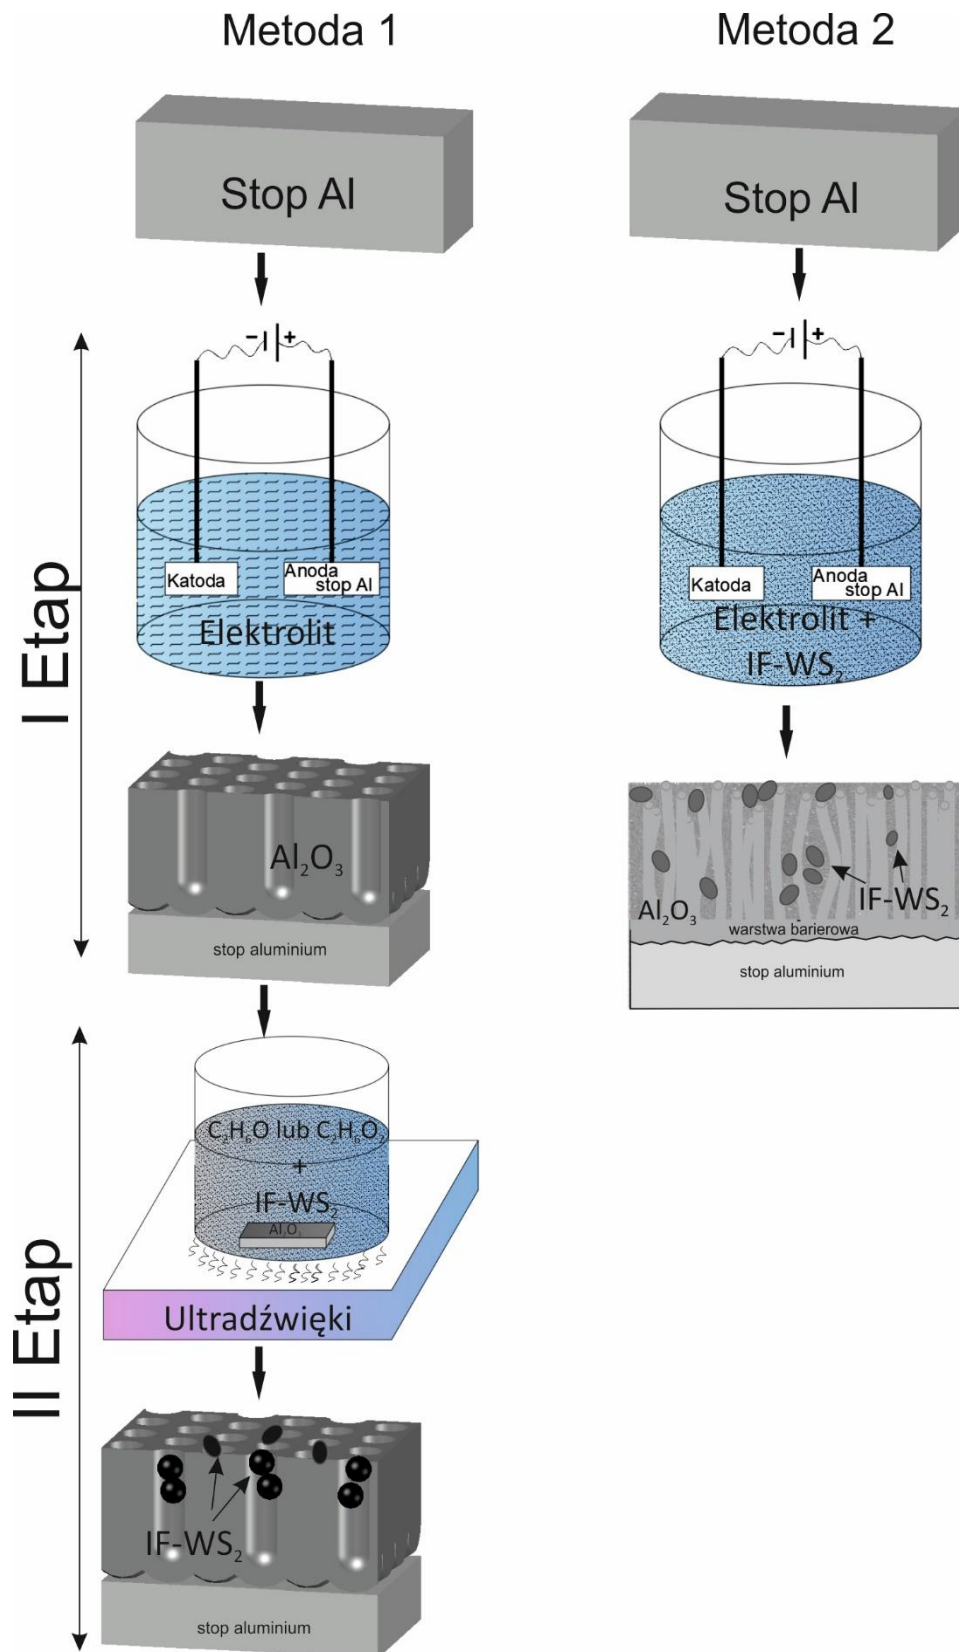 Metoda 1
Stop Al
I Etap
− +
Katoda
Anoda
stop Al
Elektrolit
Al₂O₃
stop aluminium
II Etap
C₂H₆O lub C₂H₆O₂
+
IF-WS₂
Al₂O₃
Ultradźwięki
IF-WS₂
stop aluminium
Metoda 2
Stop Al
− +
Katoda
Anoda
stop Al
Elektrolit +
IF-WS₂
Al₂O₃
IF-WS₂
warstwa barierowa
stop aluminium